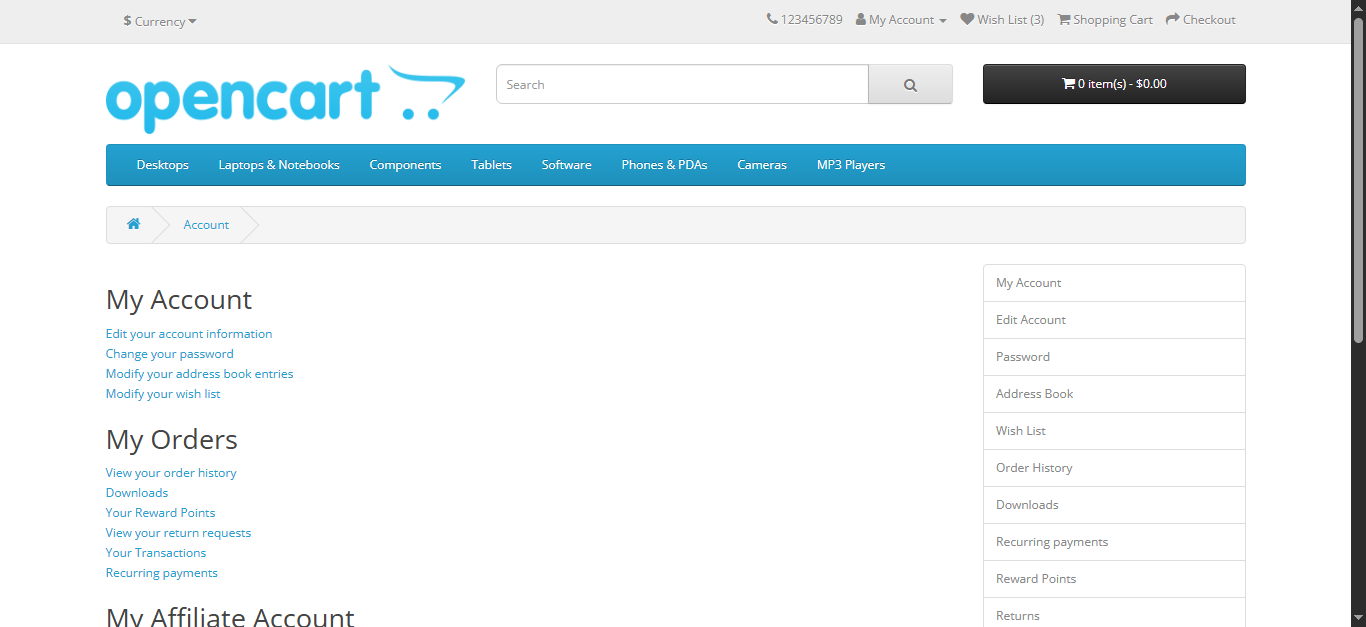 $ Currency
123456789 My Account Wish List (3) Shopping Cart Checkout
opencart
Search
0 item(s) - $0.00
Desktops Laptops & Notebooks Components Tablets Software Phones & PDAs Cameras MP3 Players
Account
My Account
Edit your account information
Change your password
Modify your address book entries
Modify your wish list
My Orders
View your order history
Downloads
Your Reward Points
View your return requests
Your Transactions
Recurring payments
My Affiliate Account
My Account
Edit Account
Password
Address Book
Wish List
Order History
Downloads
Recurring payments
Reward Points
Returns